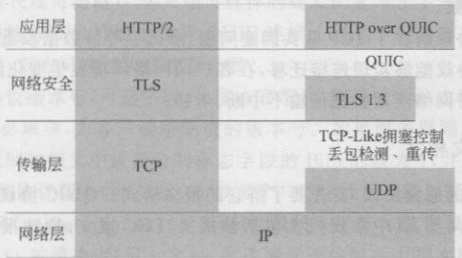 应用层 HTTP/2 HTTP over QUIC
QUIC
网络安全 TLS
TLS 1.3
TCP-Like拥塞控制
丢包检测、重传
传输层 TCP
UDP
网络层 IP